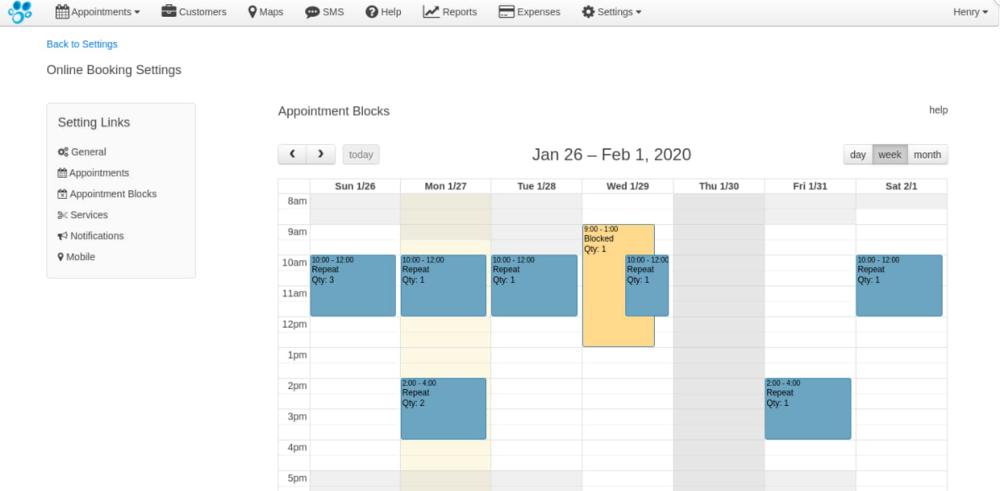 Appointments Customers Maps SMS Help Reports Expenses Settings Henry
Back to Settings
Online Booking Settings
Setting Links
General
Appointments
Appointment Blocks
Services
Notifications
Mobile
Appointment Blocks help
today Jan 26 – Feb 1, 2020 day week month
Sun 1/26 Mon 1/27 Tue 1/28 Wed 1/29 Thu 1/30 Fri 1/31 Sat 2/1
8am
9am
9:00 - 1:00
Blocked
Qty: 1
10am
10:00 - 12:00 10:00 - 12:00 10:00 - 12:00 10:00 - 12:00 10:00 - 12:00
Repeat Repeat Repeat Repeat Repeat
Qty: 3 Qty: 1 Qty: 1 Qty: 1 Qty: 1
11am
12pm
1pm
2pm
2:00 - 4:00 2:00 - 4:00
Repeat Repeat
Qty: 2 Qty: 1
3pm
4pm
5pm